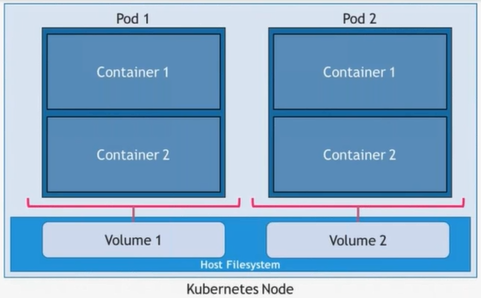 Pod 1
Pod 2
Container 1
Container 1
Container 2
Container 2
Volume 1
Volume 2
Host Filesystem
Kubernetes Node